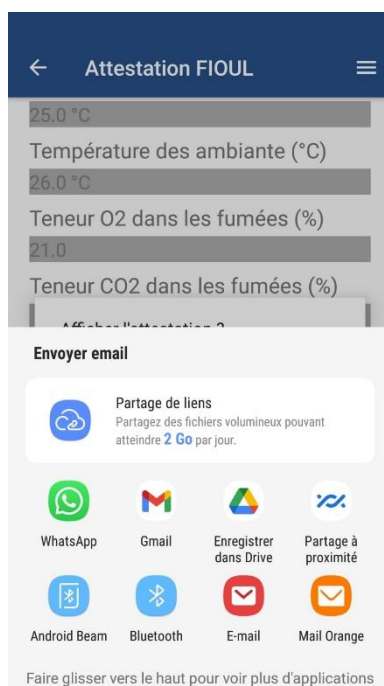 Attestation FIOUL
25.0 °C
Température des ambiante (°C)
26.0 °C
Teneur O2 dans les fumées (%)
21.0
Teneur CO2 dans les fumées (%)
Afficher l'attestation ?
Envoyer email
Partage de liens
Partagez des fichiers volumineux pouvant
atteindre 2 Go par jour.
WhatsApp Gmail Enregistrer dans Drive Partage à proximité
Android Beam Bluetooth E-mail Mail Orange
Faire glisser vers le haut pour voir plus d'applications